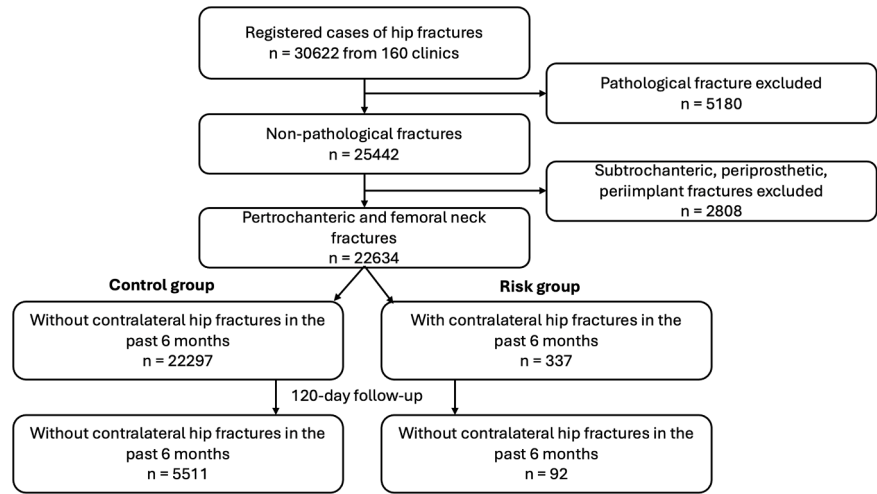 Registered cases of hip fractures
n = 30622 from 160 clinics
Pathological fracture excluded
n = 5180
Non-pathological fractures
n = 25442
Subtrochanteric, periprosthetic,
periimplant fractures excluded
n = 2808
Pertrochanteric and femoral neck
fractures
n = 22634
Control group
Risk group
Without contralateral hip fractures in the
past 6 months
n = 22297
With contralateral hip fractures in the
past 6 months
n = 337
120-day follow-up
Without contralateral hip fractures in the
past 6 months
n = 5511
Without contralateral hip fractures in the
past 6 months
n = 92